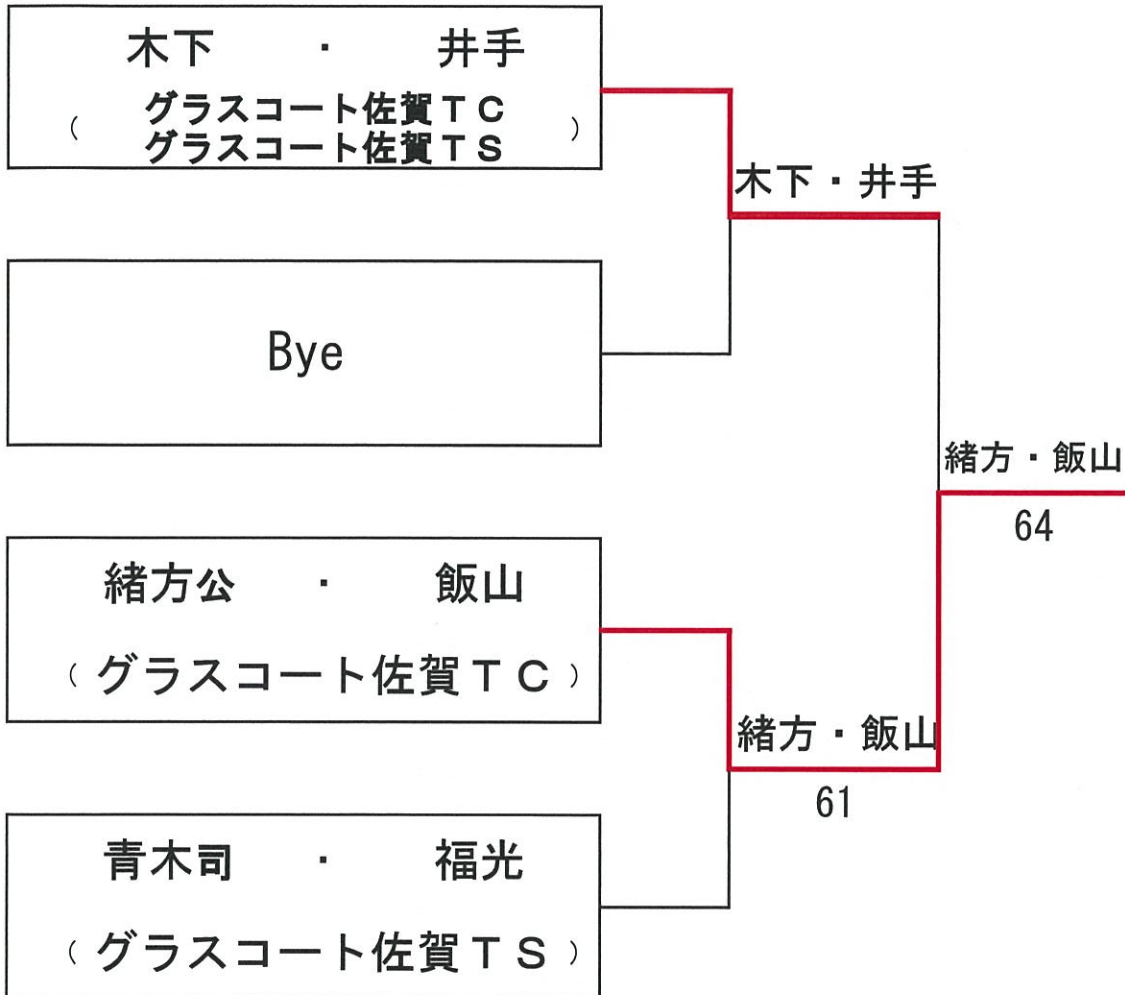 木下 ・ 井手
( グラスコート佐賀ＴＣ
グラスコート佐賀ＴＳ )
木下・井手
Bye
緒方・飯山
64
緒方公 ・ 飯山
( グラスコート佐賀ＴＣ )
緒方・飯山
61
青木司 ・ 福光
( グラスコート佐賀ＴＳ )